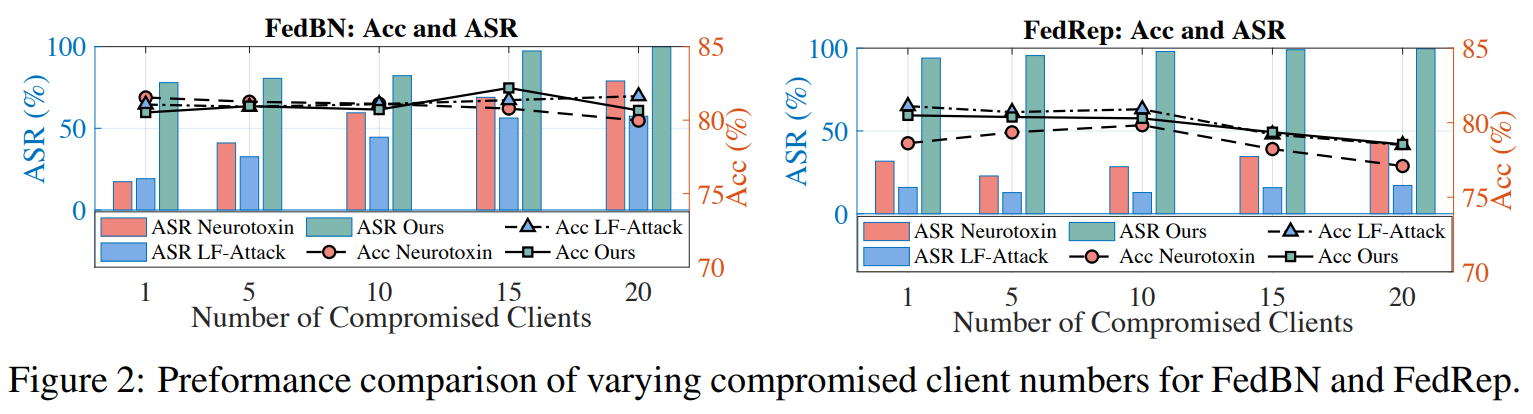 FedBN: Acc and ASR
100
50
0
ASR (%)
85
80
75
70
Acc (%)
ASR Neurotoxin
ASR Ours
Acc LF-Attack
ASR LF-Attack
Acc Neurotoxin
Acc Ours
1 5 10 15 20
Number of Compromised Clients
FedRep: Acc and ASR
100
50
0
ASR (%)
85
80
75
70
Acc (%)
ASR Neurotoxin
ASR Ours
Acc LF-Attack
ASR LF-Attack
Acc Neurotoxin
Acc Ours
1 5 10 15 20
Number of Compromised Clients
Figure 2: Preformance comparison of varying compromised client numbers for FedBN and FedRep.